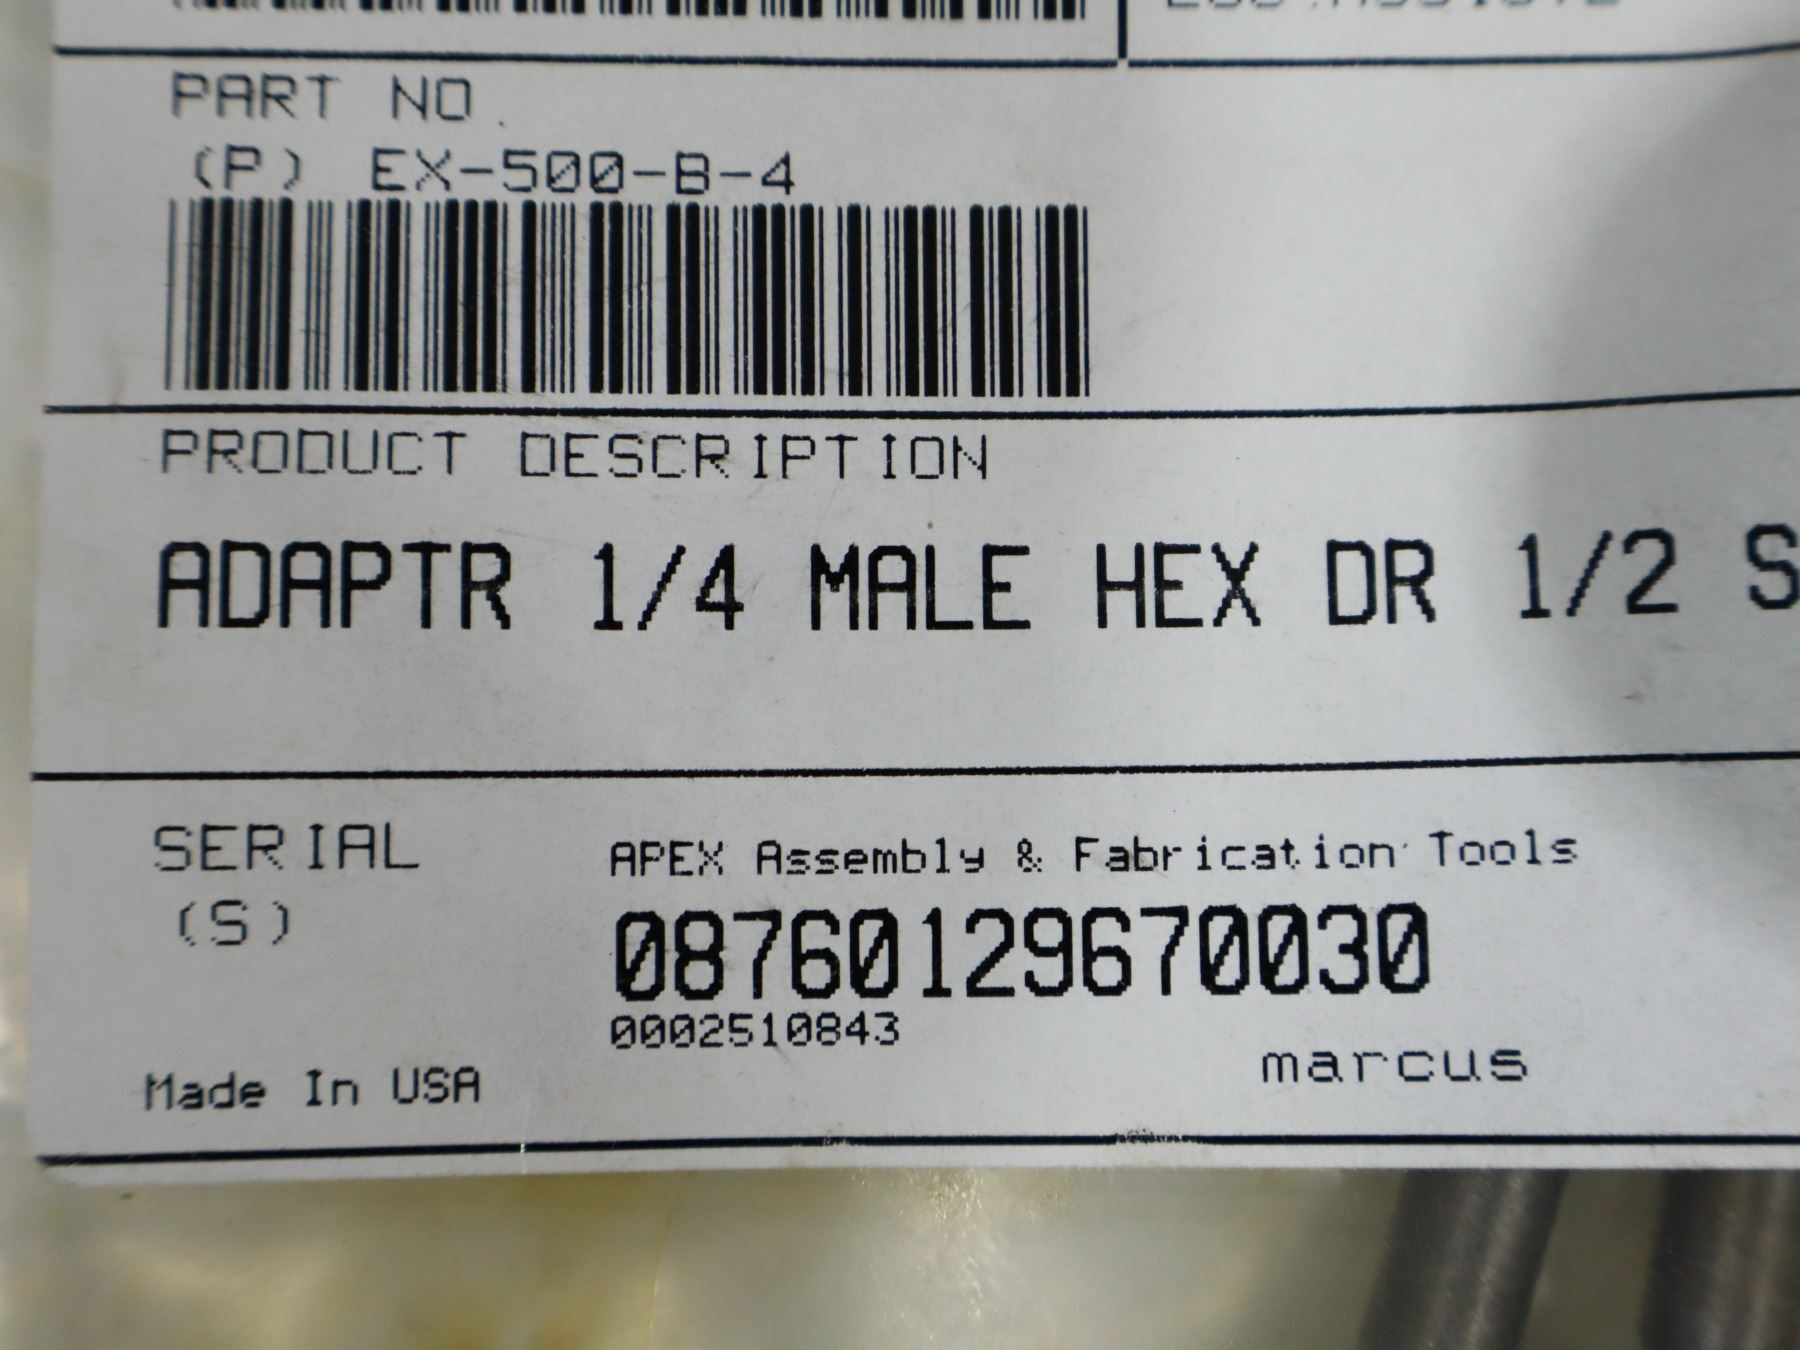 PART NO.
(P) EX-500-B-4
PRODUCT DESCRIPTION
ADAPTR 1/4 MALE HEX DR 1/2 S
SERIAL
(S)
APEX Assembly & Fabrication Tools
08760129670030
0002510843
marcus
Made In USA